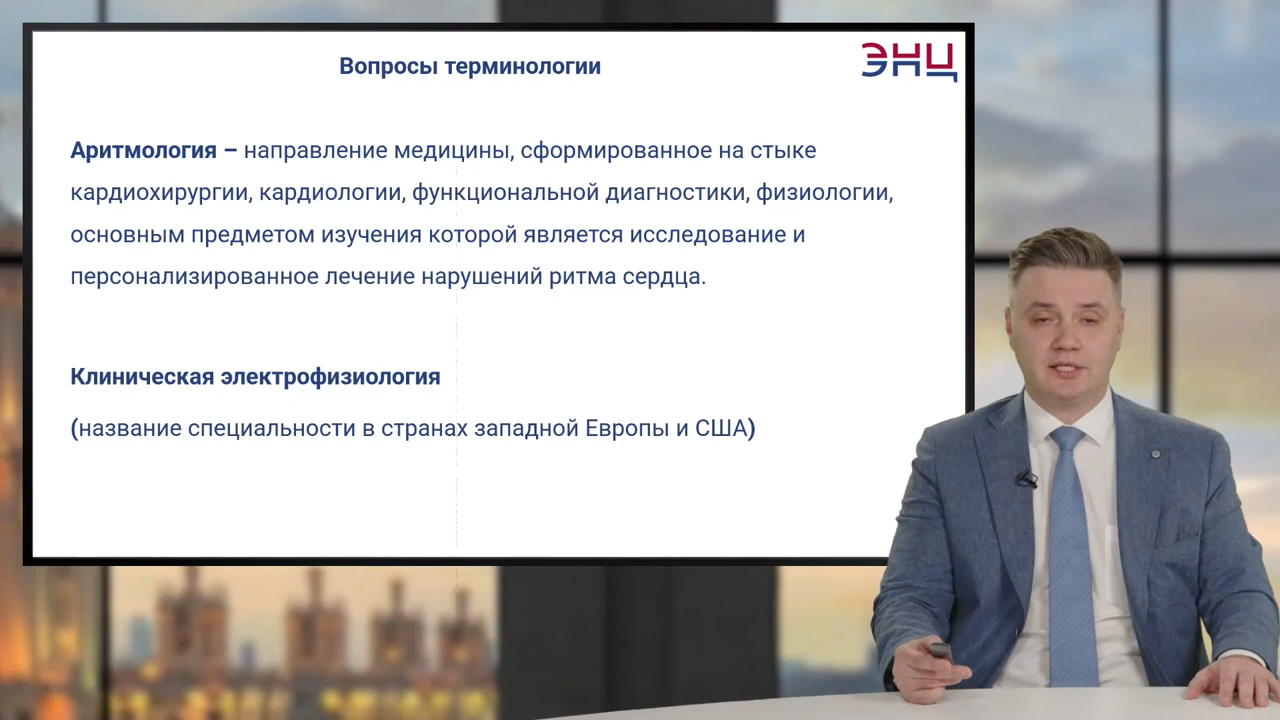 Вопросы терминологии
ЭНЦ
Аритмология – направление медицины, сформированное на стыке
кардиохирургии, кардиологии, функциональной диагностики, физиологии,
основным предметом изучения которой является исследование и
персонализированное лечение нарушений ритма сердца.
Клиническая электрофизиология
(название специальности в странах западной Европы и США)